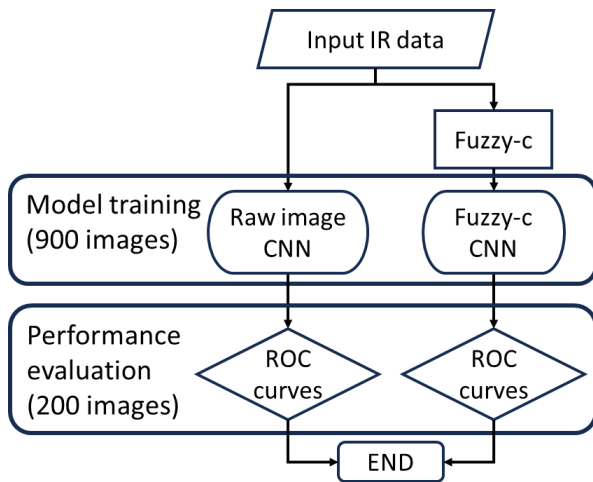 Input IR data
Fuzzy-c
Model training
(900 images)
Raw image
CNN
Fuzzy-c
CNN
Performance
evaluation
(200 images)
ROC
curves
ROC
curves
END